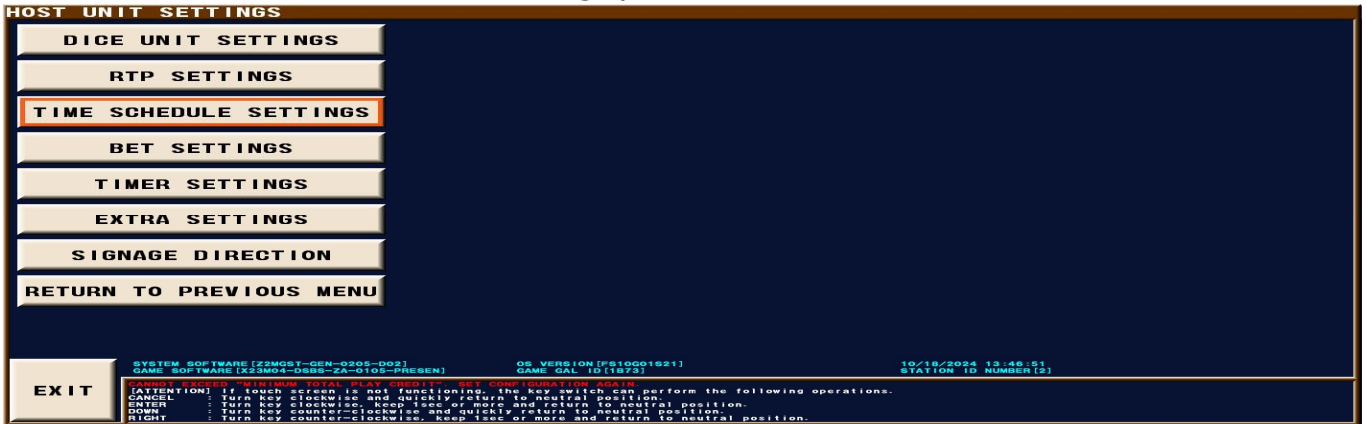 HOST UNIT SETTINGS
DICE UNIT SETTINGS
RTP SETTINGS
TIME SCHEDULE SETTINGS
BET SETTINGS
TIMER SETTINGS
EXTRA SETTINGS
SIGNAGE DIRECTION
RETURN TO PREVIOUS MENU
SYSTEM SOFTWARE[Z2MGST-GEN-0205-D02] OS VERSION[FS10G01S21] 10/18/2024 13:46:51
GAME SOFTWARE[X23M04-DSBS-ZA-0105-PRESEN] GAME GAL ID[1873] STATION ID NUMBER[2]
EXIT
CANNOT EXCEED "MINIMUM TOTAL PLAY CREDIT". SET CONFIGURATION AGAIN.
[ATTENTION] If touch screen is not functioning, the key switch can perform the following operations.
CANCEL : Turn key clockwise and quickly return to neutral position.
ENTER : Turn key clockwise, keep 1sec or more and return to neutral position.
DOWN : Turn key counter-clockwise and quickly return to neutral position.
RIGHT : Turn key counter-clockwise, keep 1sec or more and return to neutral position.